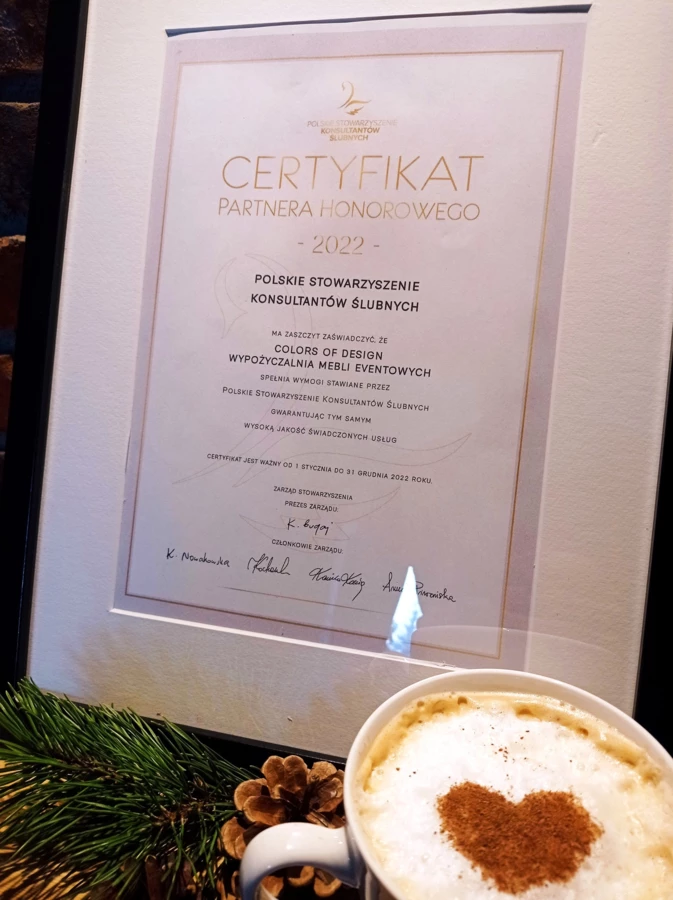 POLSKIE STOWARZYSZENIE
KONSULTANTÓW
ŚLUBNYCH
CERTYFIKAT
PARTNERA HONOROWEGO
- 2022 -
POLSKIE STOWARZYSZENIE
KONSULTANTÓW ŚLUBNYCH
MA ZASZCZYT ZAŚWIADCZYĆ, ŻE
COLORS OF DESIGN
WYPOŻYCZALNIA MEBLI EVENTOWYCH
SPEŁNIA WYMOGI STAWIANE PRZEZ
POLSKIE STOWARZYSZENIE KONSULTANTÓW ŚLUBNYCH
GWARANTUJĄC TYM SAMYM
WYSOKĄ JAKOŚĆ ŚWIADCZONYCH USŁUG
CERTYFIKAT JEST WAŻNY OD 1 STYCZNIA DO 31 GRUDNIA 2022 ROKU.
ZARZĄD STOWARZYSZENIA
PREZES ZARZĄDU:
K. Bugaj
CZŁONKOWIE ZARZĄDU:
K. Nowakowska